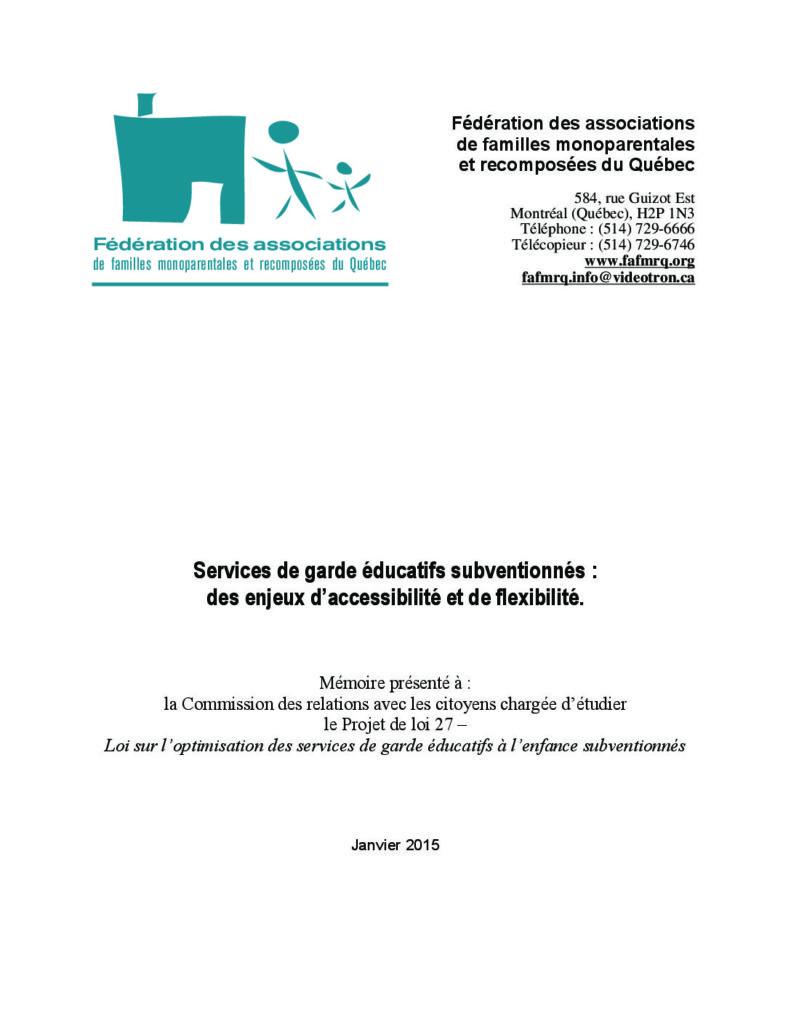 Fédération des associations
de familles monoparentales et recomposées du Québec
Fédération des associations
de familles monoparentales
et recomposées du Québec
584, rue Guizot Est
Montréal (Québec), H2P 1N3
Téléphone : (514) 729-6666
Télécopieur : (514) 729-6746
www.fafmrq.org
fafmrq.info@videotron.ca
Services de garde éducatifs subventionnés :
des enjeux d’accessibilité et de flexibilité.
Mémoire présenté à :
la Commission des relations avec les citoyens chargée d’étudier
le Projet de loi 27 –
Loi sur l’optimisation des services de garde éducatifs à l’enfance subventionnés
Janvier 2015